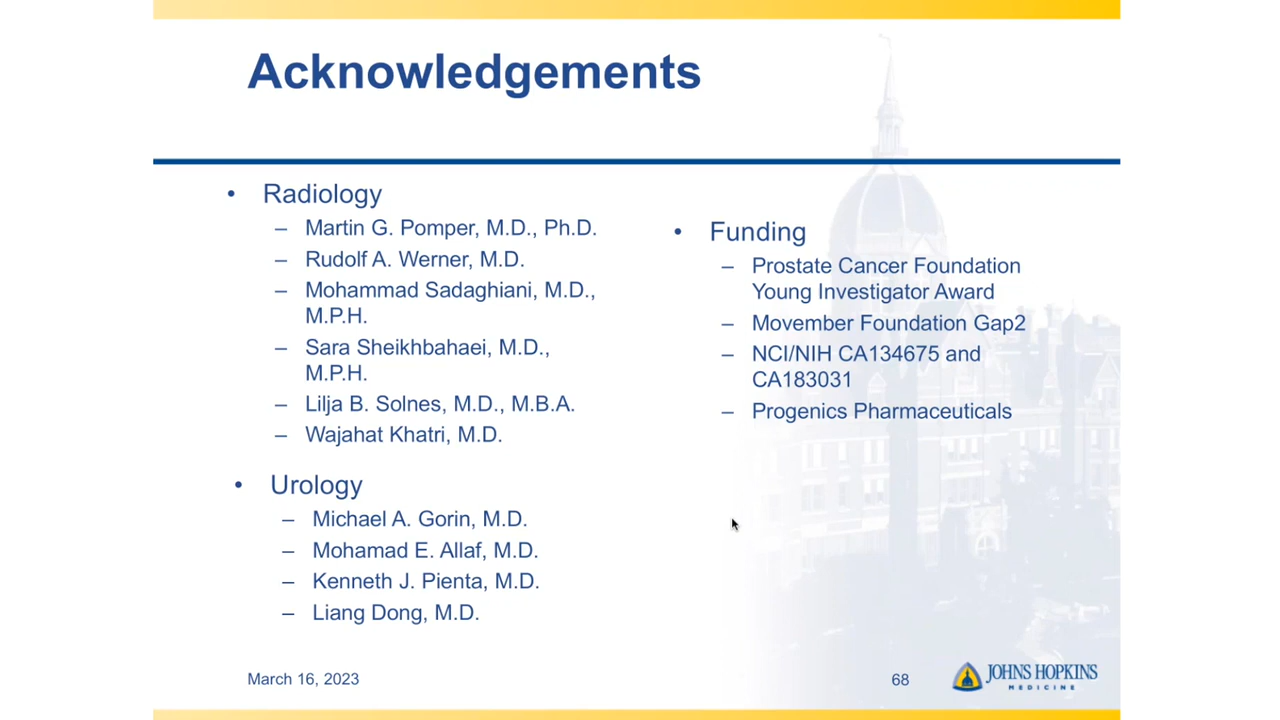 Acknowledgements
• Radiology
– Martin G. Pomper, M.D., Ph.D.
– Rudolf A. Werner, M.D.
– Mohammad Sadaghiani, M.D.,
M.P.H.
– Sara Sheikhbahaei, M.D.,
M.P.H.
– Lilja B. Solnes, M.D., M.B.A.
– Wajahat Khatri, M.D.
• Urology
– Michael A. Gorin, M.D.
– Mohamad E. Allaf, M.D.
– Kenneth J. Pienta, M.D.
– Liang Dong, M.D.
• Funding
– Prostate Cancer Foundation
Young Investigator Award
– Movember Foundation Gap2
– NCI/NIH CA134675 and
CA183031
– Progenics Pharmaceuticals
March 16, 2023
68
JOHNS HOPKINS
MEDICINE